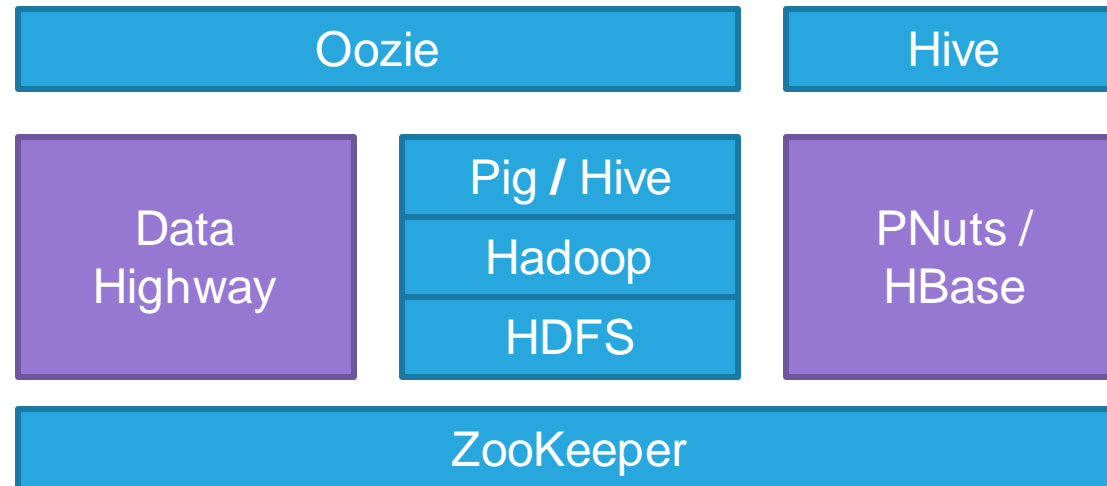 Oozie
Hive
Data
Highway
Pig / Hive
Hadoop
HDFS
PNuts /
HBase
ZooKeeper